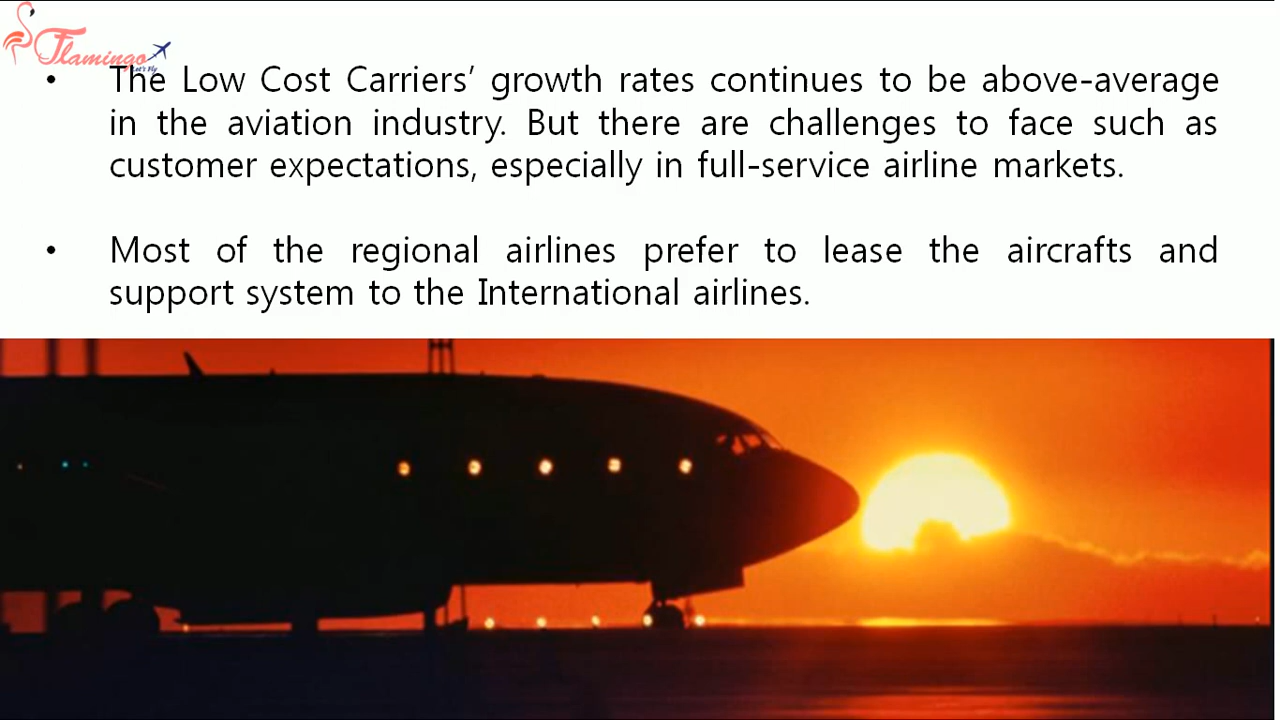 Flamingo
Let's Fly
• The Low Cost Carriers' growth rates continues to be above-average
in the aviation industry. But there are challenges to face such as
customer expectations, especially in full-service airline markets.
• Most of the regional airlines prefer to lease the aircrafts and
support system to the International airlines.